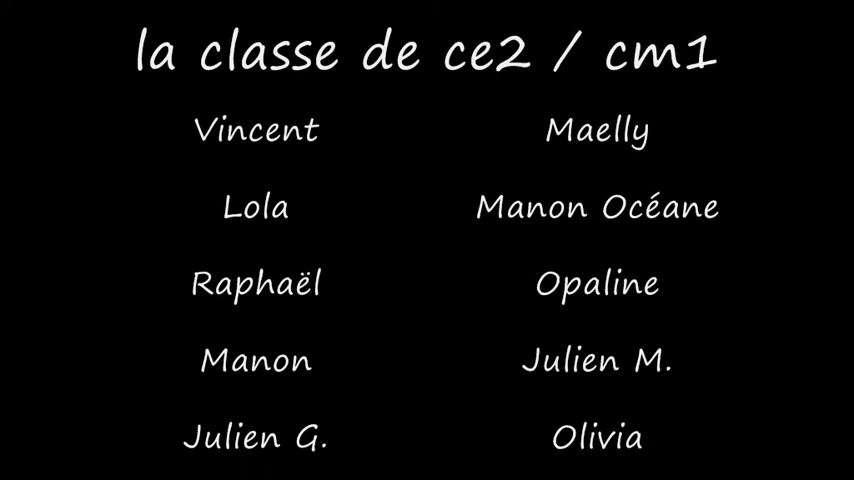 la classe de ce2 / cm1
Vincent Maelly
Lola Manon Océane
Raphaël Opaline
Manon Julien M.
Julien G. Olivia